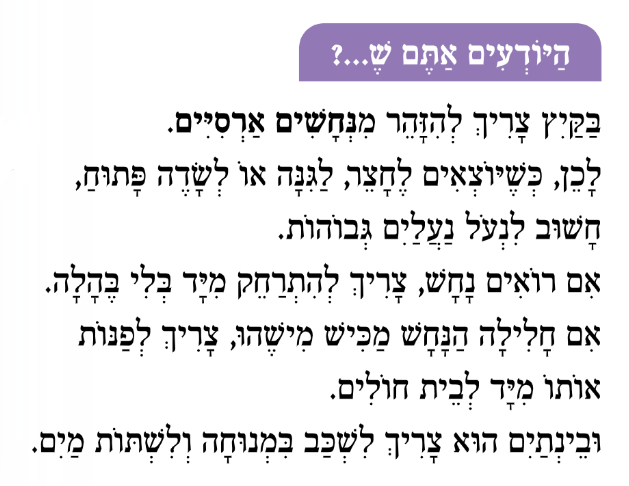 הַיּוֹדְעִים אַתֶּם שֶׁ...?
בַּקַּיִץ צָרִיךְ לְהִזָּהֵר מִנְּחָשִׁים אַרְסִיִּים.
לָכֵן, כְּשֶׁיּוֹצְאִים לֶחָצֵר, לַגִּנָּה אוֹ לְשָׂדֶה פָּתוּחַ,
חָשׁוּב לִנְעֹל נַעֲלַיִם גְּבוֹהוֹת.
אִם רוֹאִים נָחָשׁ, צָרִיךְ לְהִתְרַחֵק מִיָּד בְּלִי בֶּהָלָה.
אִם חָלִילָה הַנָּחָשׁ מַכִּישׁ מִישֶׁהוּ, צָרִיךְ לְפַנּוֹת
אוֹתוֹ מִיָּד לְבֵית חוֹלִים.
וּבֵינְתַיִם הוּא צָרִיךְ לִשְׁכַּב בִּמְנוּחָה וְלִשְׁתּוֹת מַיִם.